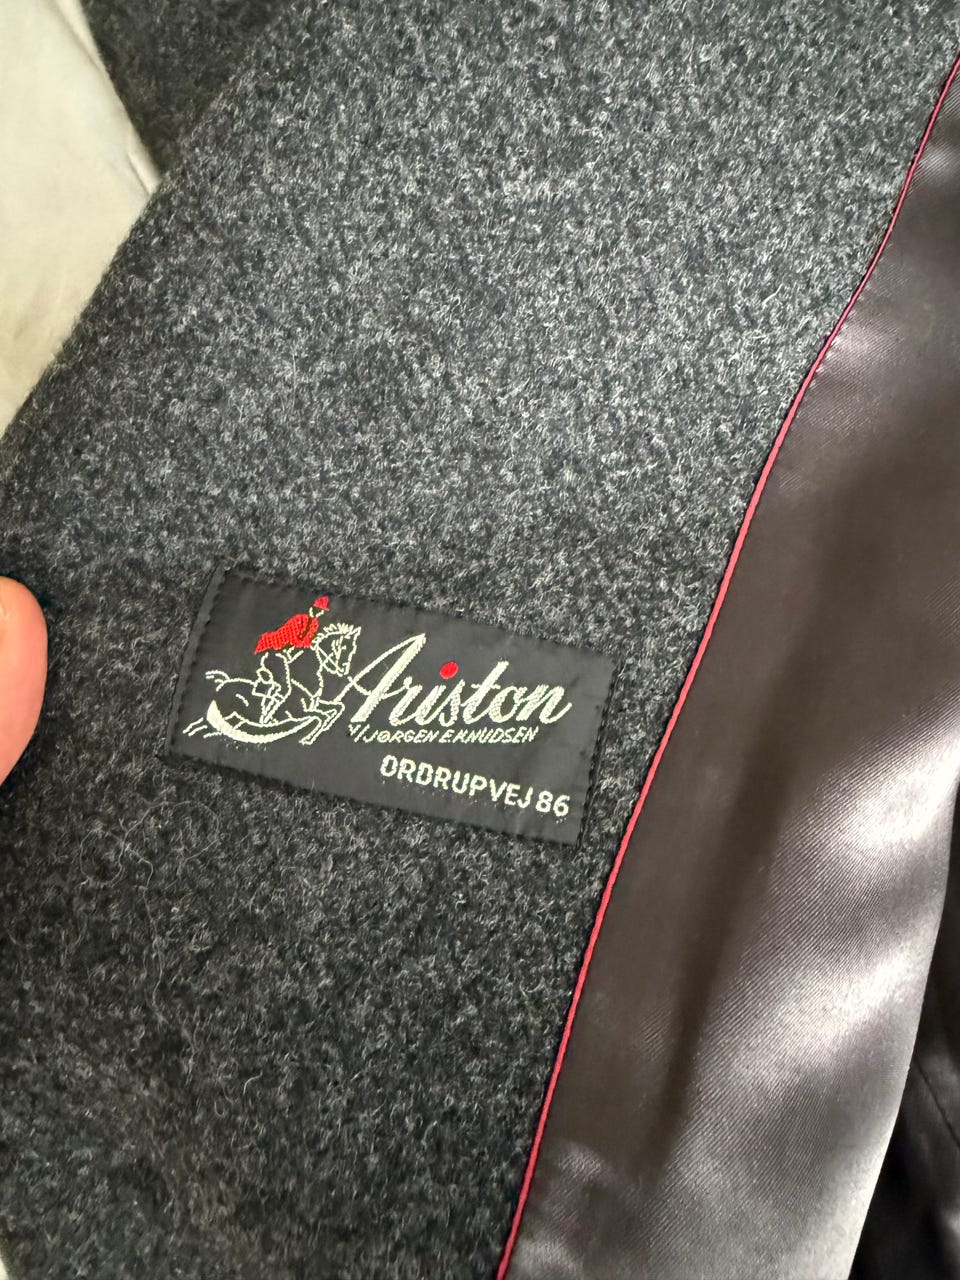 Ariston
V/JØRGEN E. KNUDSEN
ORDRUPVEJ 86